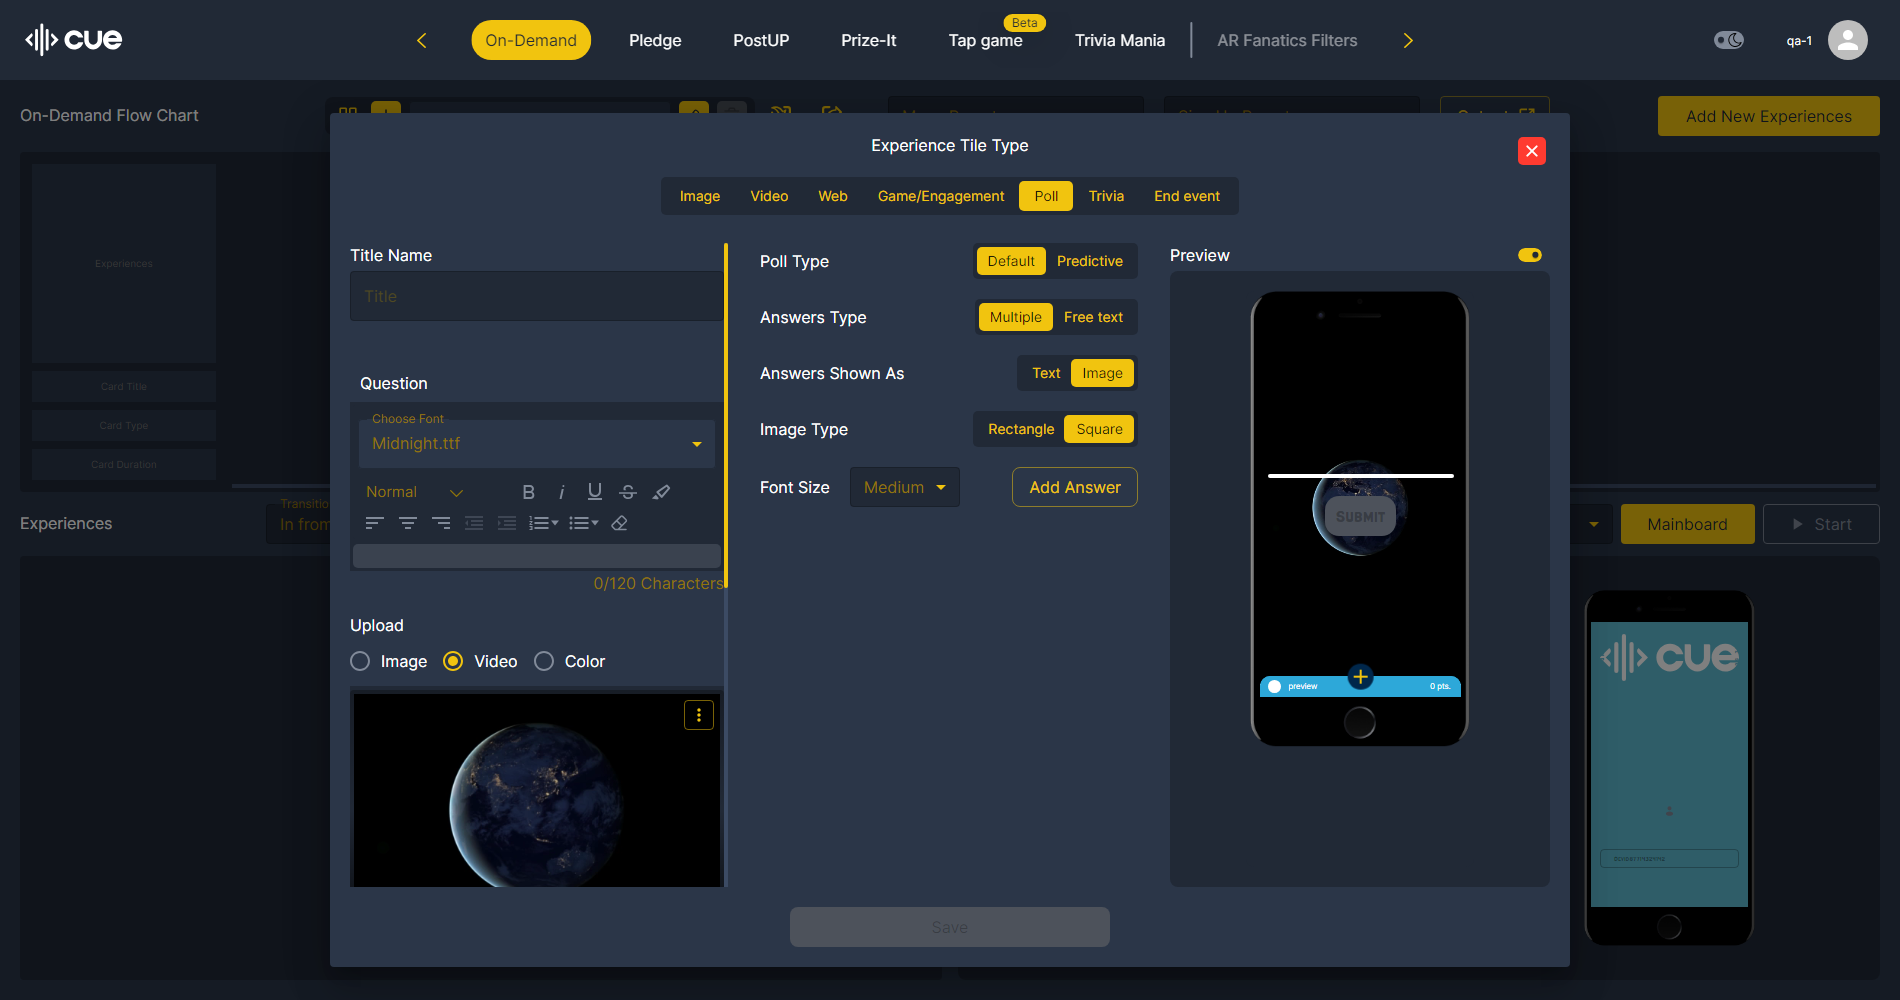 cue
On-Demand
Pledge
PostUP
Prize-It
Beta
Tap game
Trivia Mania
AR Fanatics Filters
qa-1
On-Demand Flow Chart
Add New Experiences
Experience Tile Type
Image
Video
Web
Game/Engagement
Poll
Trivia
End event
Experiences
Card Title
Card Type
Card Duration
Title Name
Title
Question
Choose Font
Midnight.ttf
Normal
0/120 Characters
Upload
Image
Video
Color
Poll Type
Default
Predictive
Answers Type
Multiple
Free text
Answers Shown As
Text
Image
Image Type
Rectangle
Square
Font Size
Medium
Add Answer
Preview
SUBMIT
preview
0 pts.
Experiences
Transitio
In from
Mainboard
Start
cue
Save